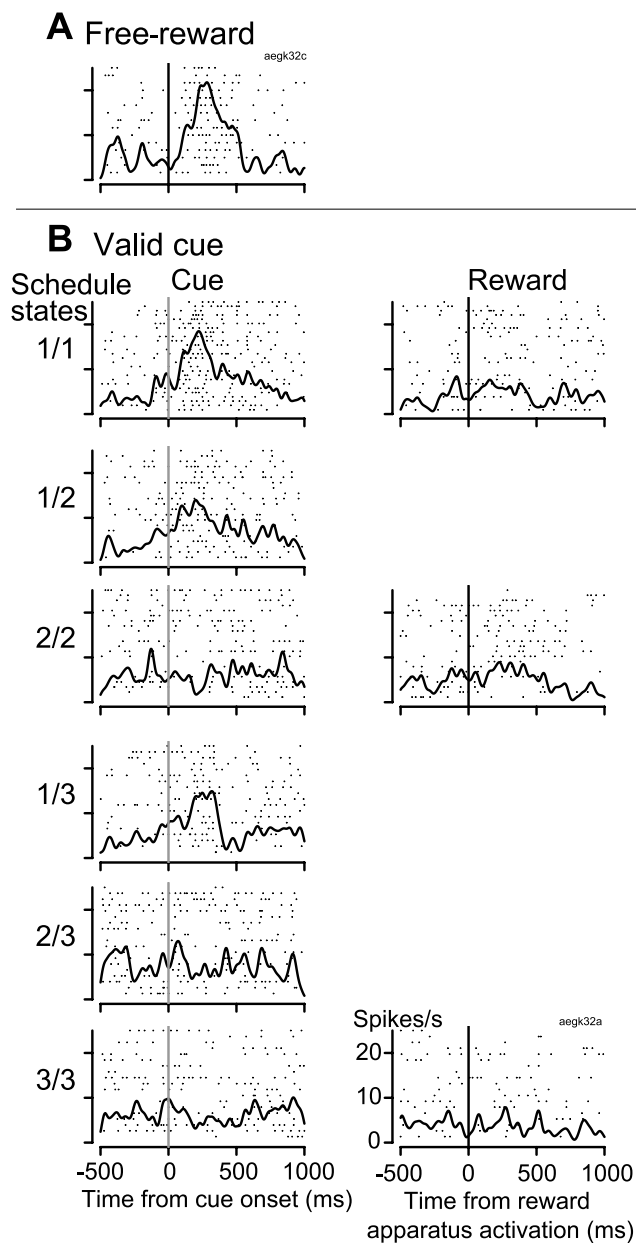 A Free-reward
aegk32c
B Valid cue
Schedule
states
Cue
Reward
1/1
1/2
2/2
1/3
2/3
3/3
Spikes/s
aegk32a
20
10
0
-500 0 500 1000
Time from cue onset (ms)
-500 0 500 1000
Time from reward
apparatus activation (ms)